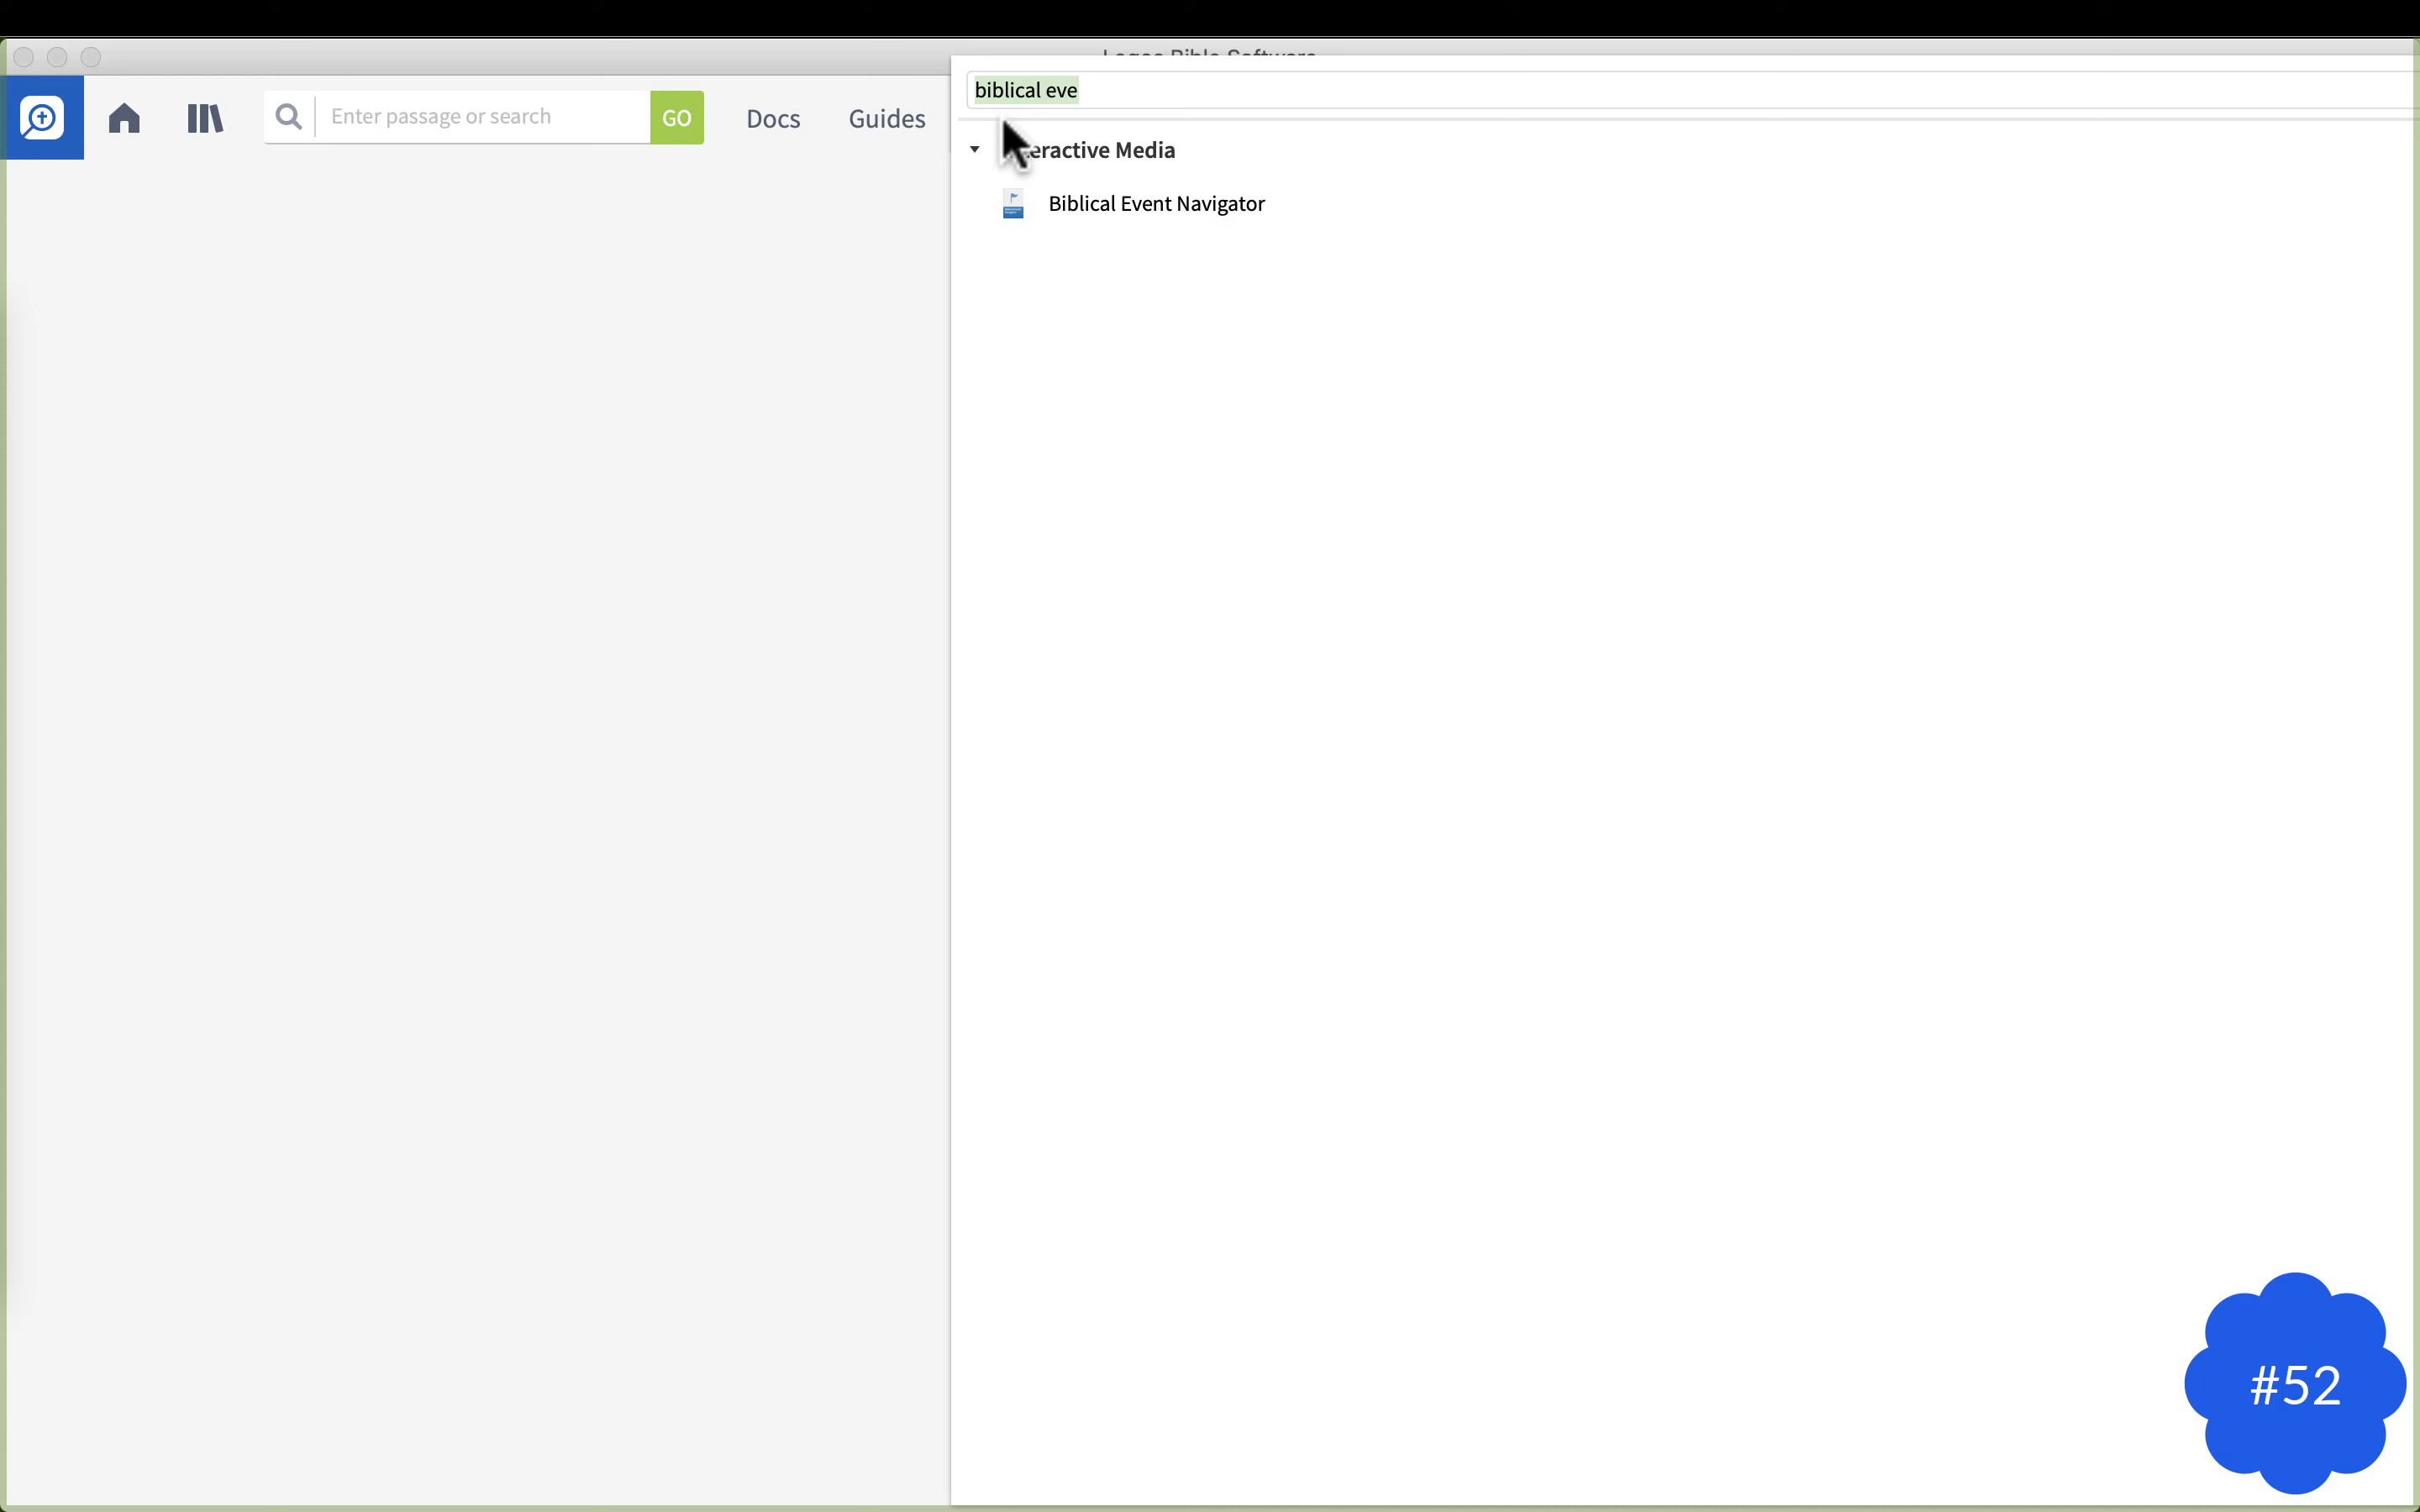 biblical eve
Enter passage or search
GO
Docs
Guides
eractive Media
Biblical Event Navigator
#52